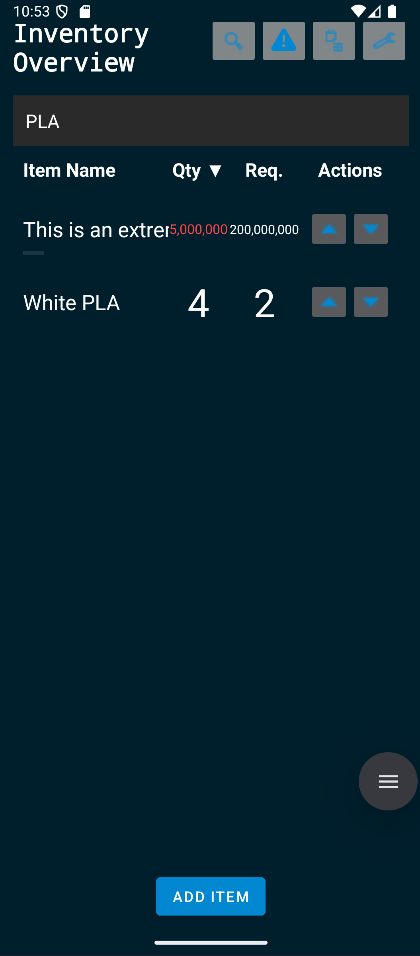 10:53
Inventory
Overview
PLA
Item Name Qty ▼ Req. Actions
This is an extrer 5,000,000 200,000,000
White PLA 4 2
ADD ITEM